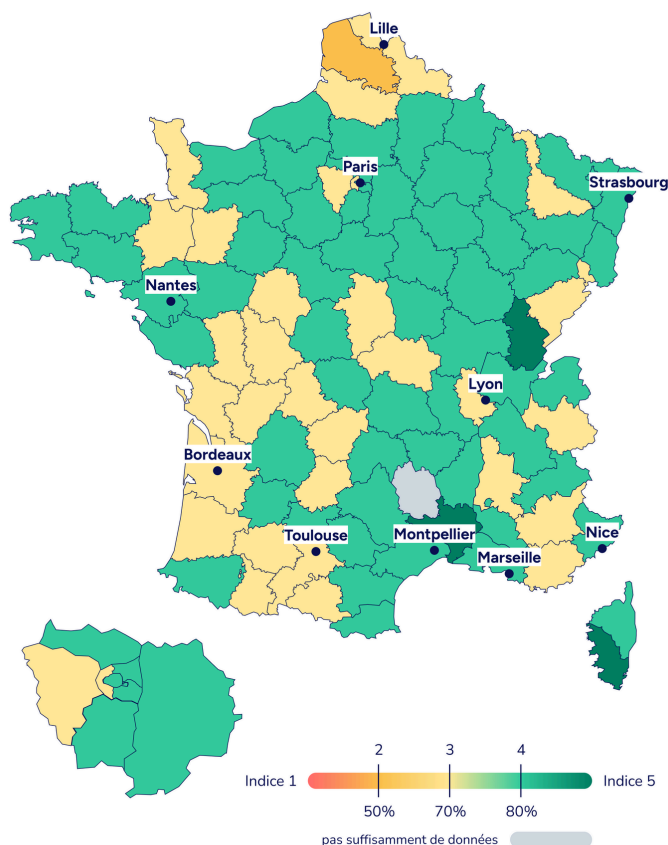 Lille
Paris
Strasbourg
Nantes
Lyon
Bordeaux
Toulouse
Montpellier
Nice
Marseille
2 3 4
Indice 1 Indice 5
50% 70% 80%
pas suffisamment de données